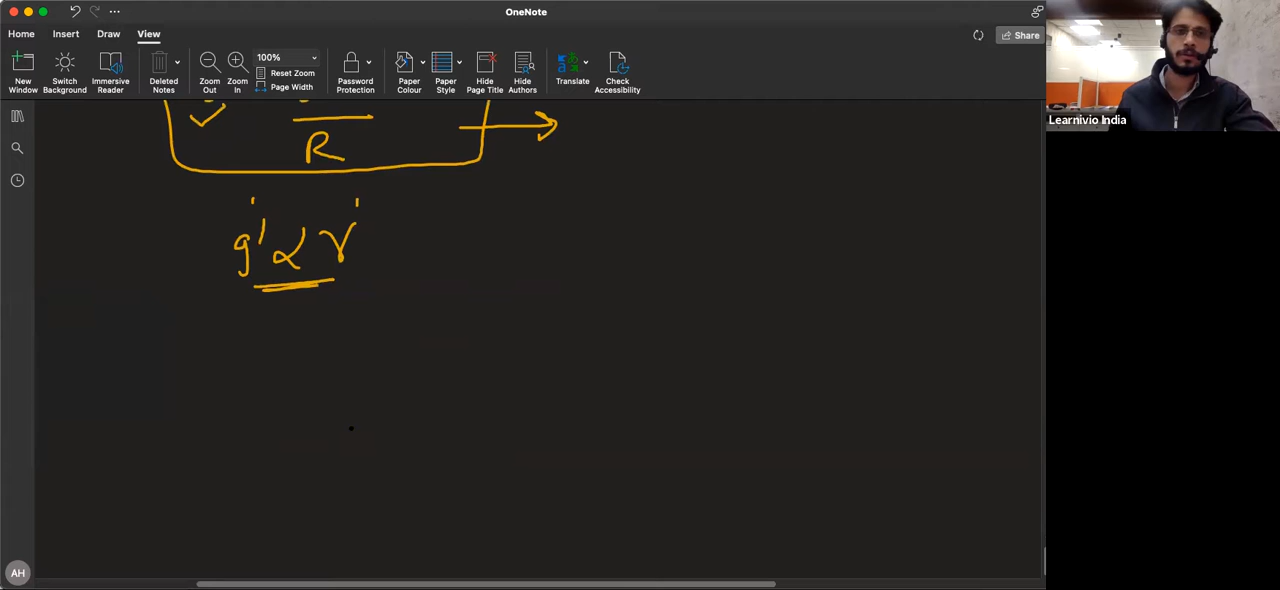 OneNote
Home Insert Draw View
Share
New Window
Switch Background
Immersive Reader
Deleted Notes
Zoom Out
Zoom In
100%
Reset Zoom
Page Width
Password Protection
Paper Colour
Paper Style
Hide Page Title
Hide Authors
Translate
Check Accessibility
Learnivio India
R
g' α r
AH